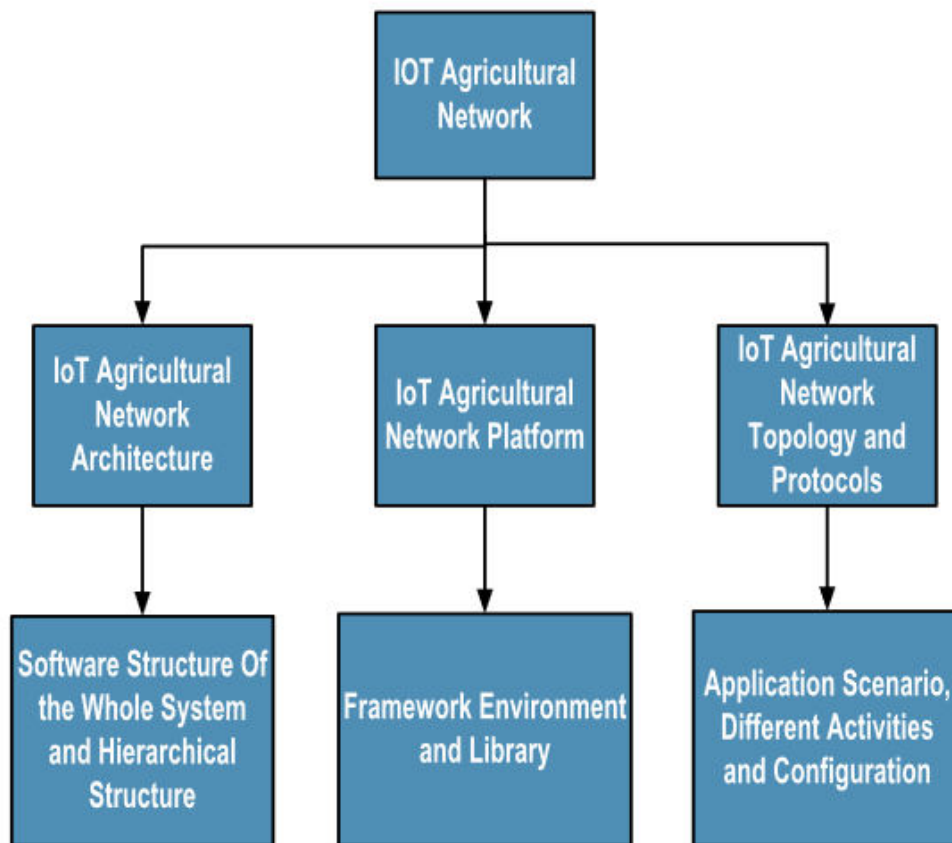 IOT Agricultural
Network
IoT Agricultural
Network
Architecture
IoT Agricultural
Network Platform
IoT Agricultural
Network
Topology and
Protocols
Software Structure Of
the Whole System
and Hierarchical
Structure
Framework Environment
and Library
Application Scenario,
Different Activities
and Configuration